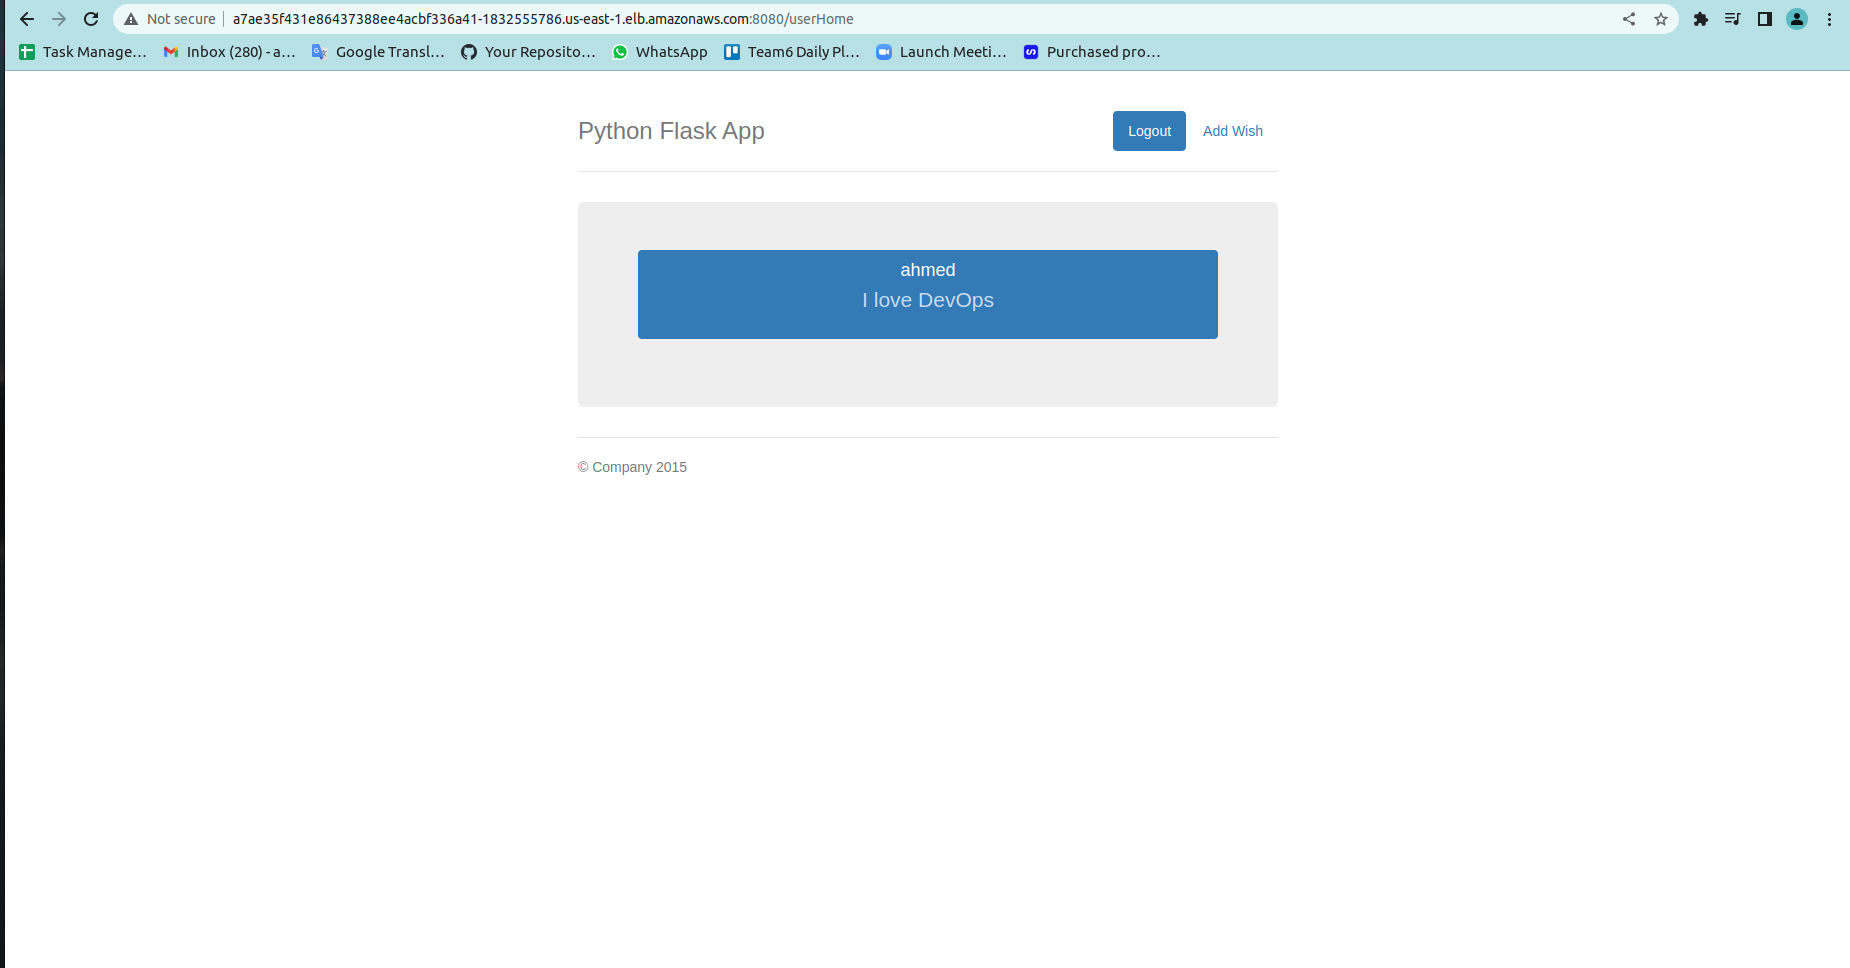 Not secure | a7ae35f431e86437388ee4acbf336a41-1832555786.us-east-1.elb.amazonaws.com:8080/userHome
Task Manage... Inbox (280) - a... Google Transl... Your Reposito... WhatsApp Team6 Daily Pl... Launch Meeti... Purchased pro...
Python Flask App Logout Add Wish
ahmed
I love DevOps
© Company 2015